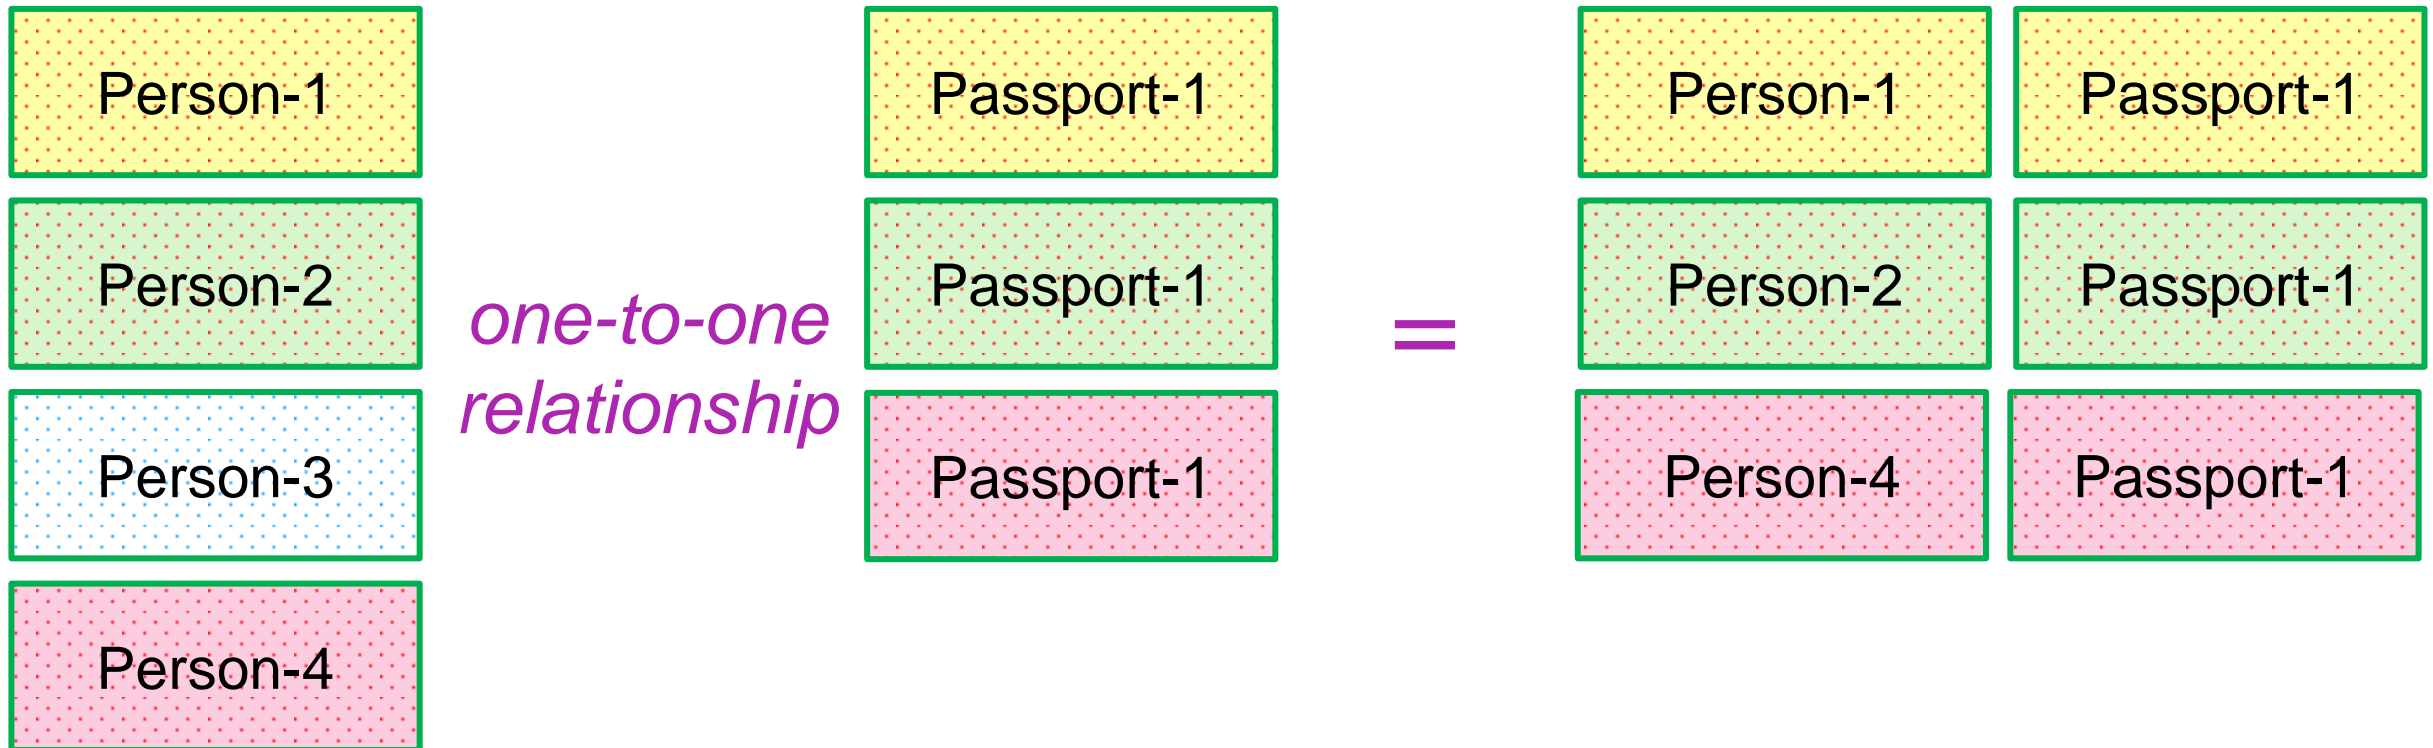 Person-1
Passport-1
Person-1
Passport-1
Person-2
Passport-1
Person-2
Passport-1
one-to-one
relationship
=
Person-3
Passport-1
Person-4
Passport-1
Person-4